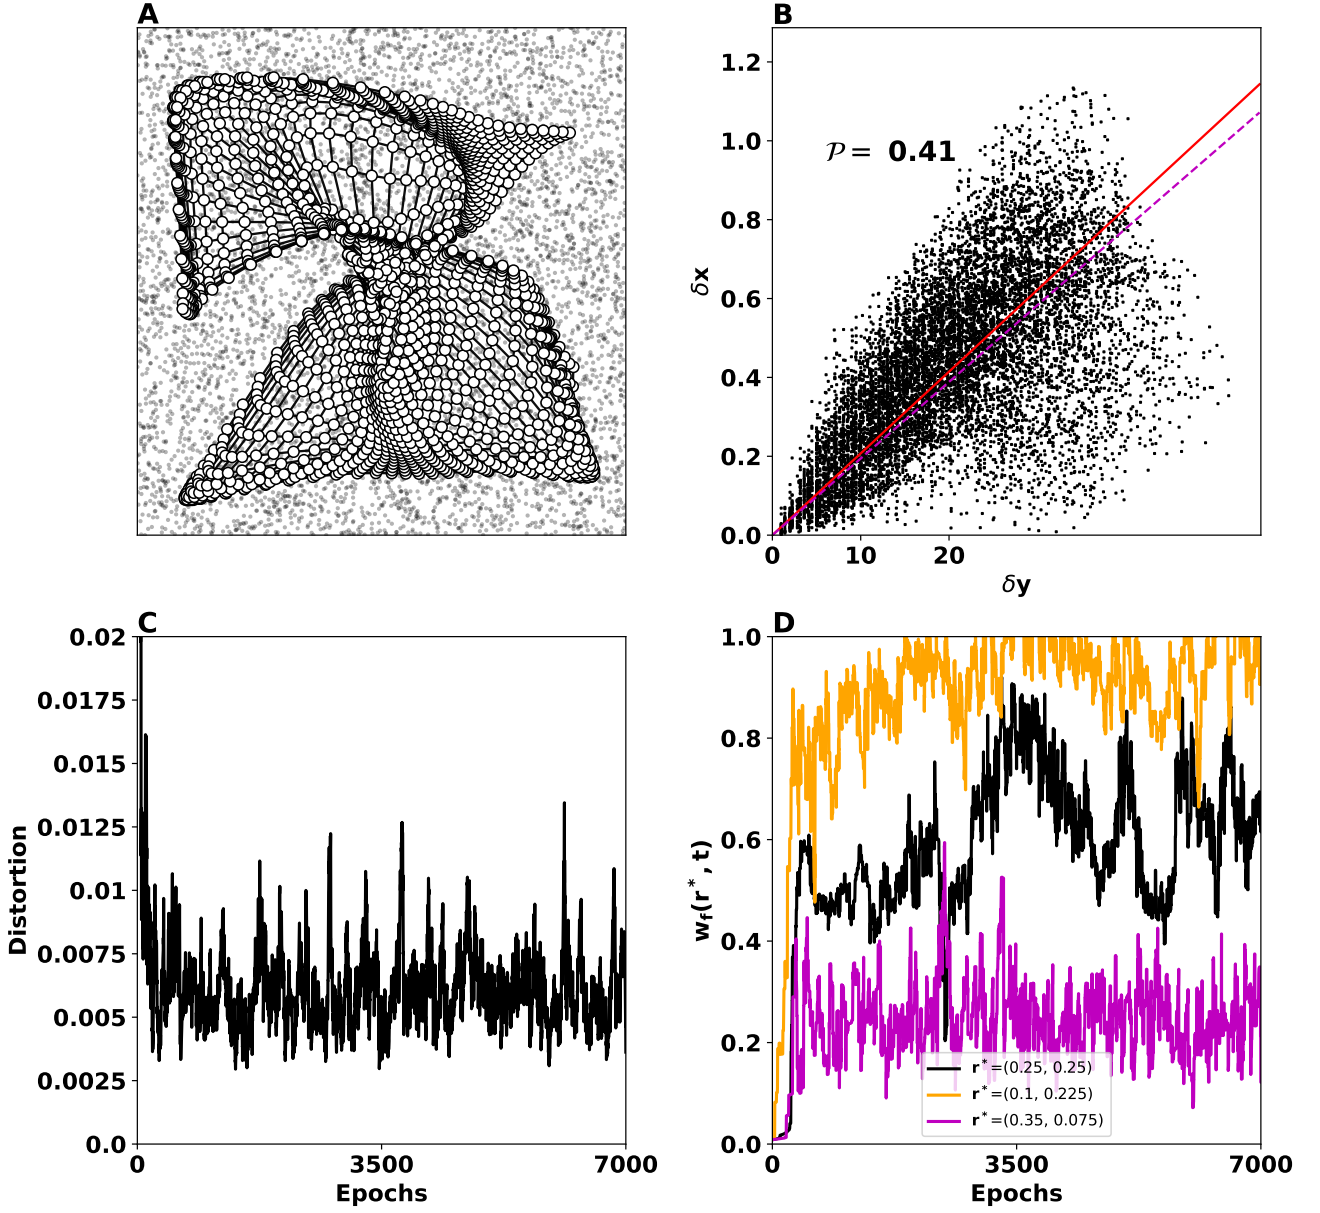 A
B
1.2
1.0
0.8
0.6
0.4
0.2
0.0
δx
𝒫 = 0.41
0 10 20
δy
C
0.02
0.0175
0.015
0.0125
0.01
0.0075
0.005
0.0025
0.0
Distortion
0 3500 7000
Epochs
D
1.0
0.8
0.6
0.4
0.2
0.0
w_f(r*, t)
r*=(0.25, 0.25)
r*=(0.1, 0.225)
r*=(0.35, 0.075)
0 3500 7000
Epochs